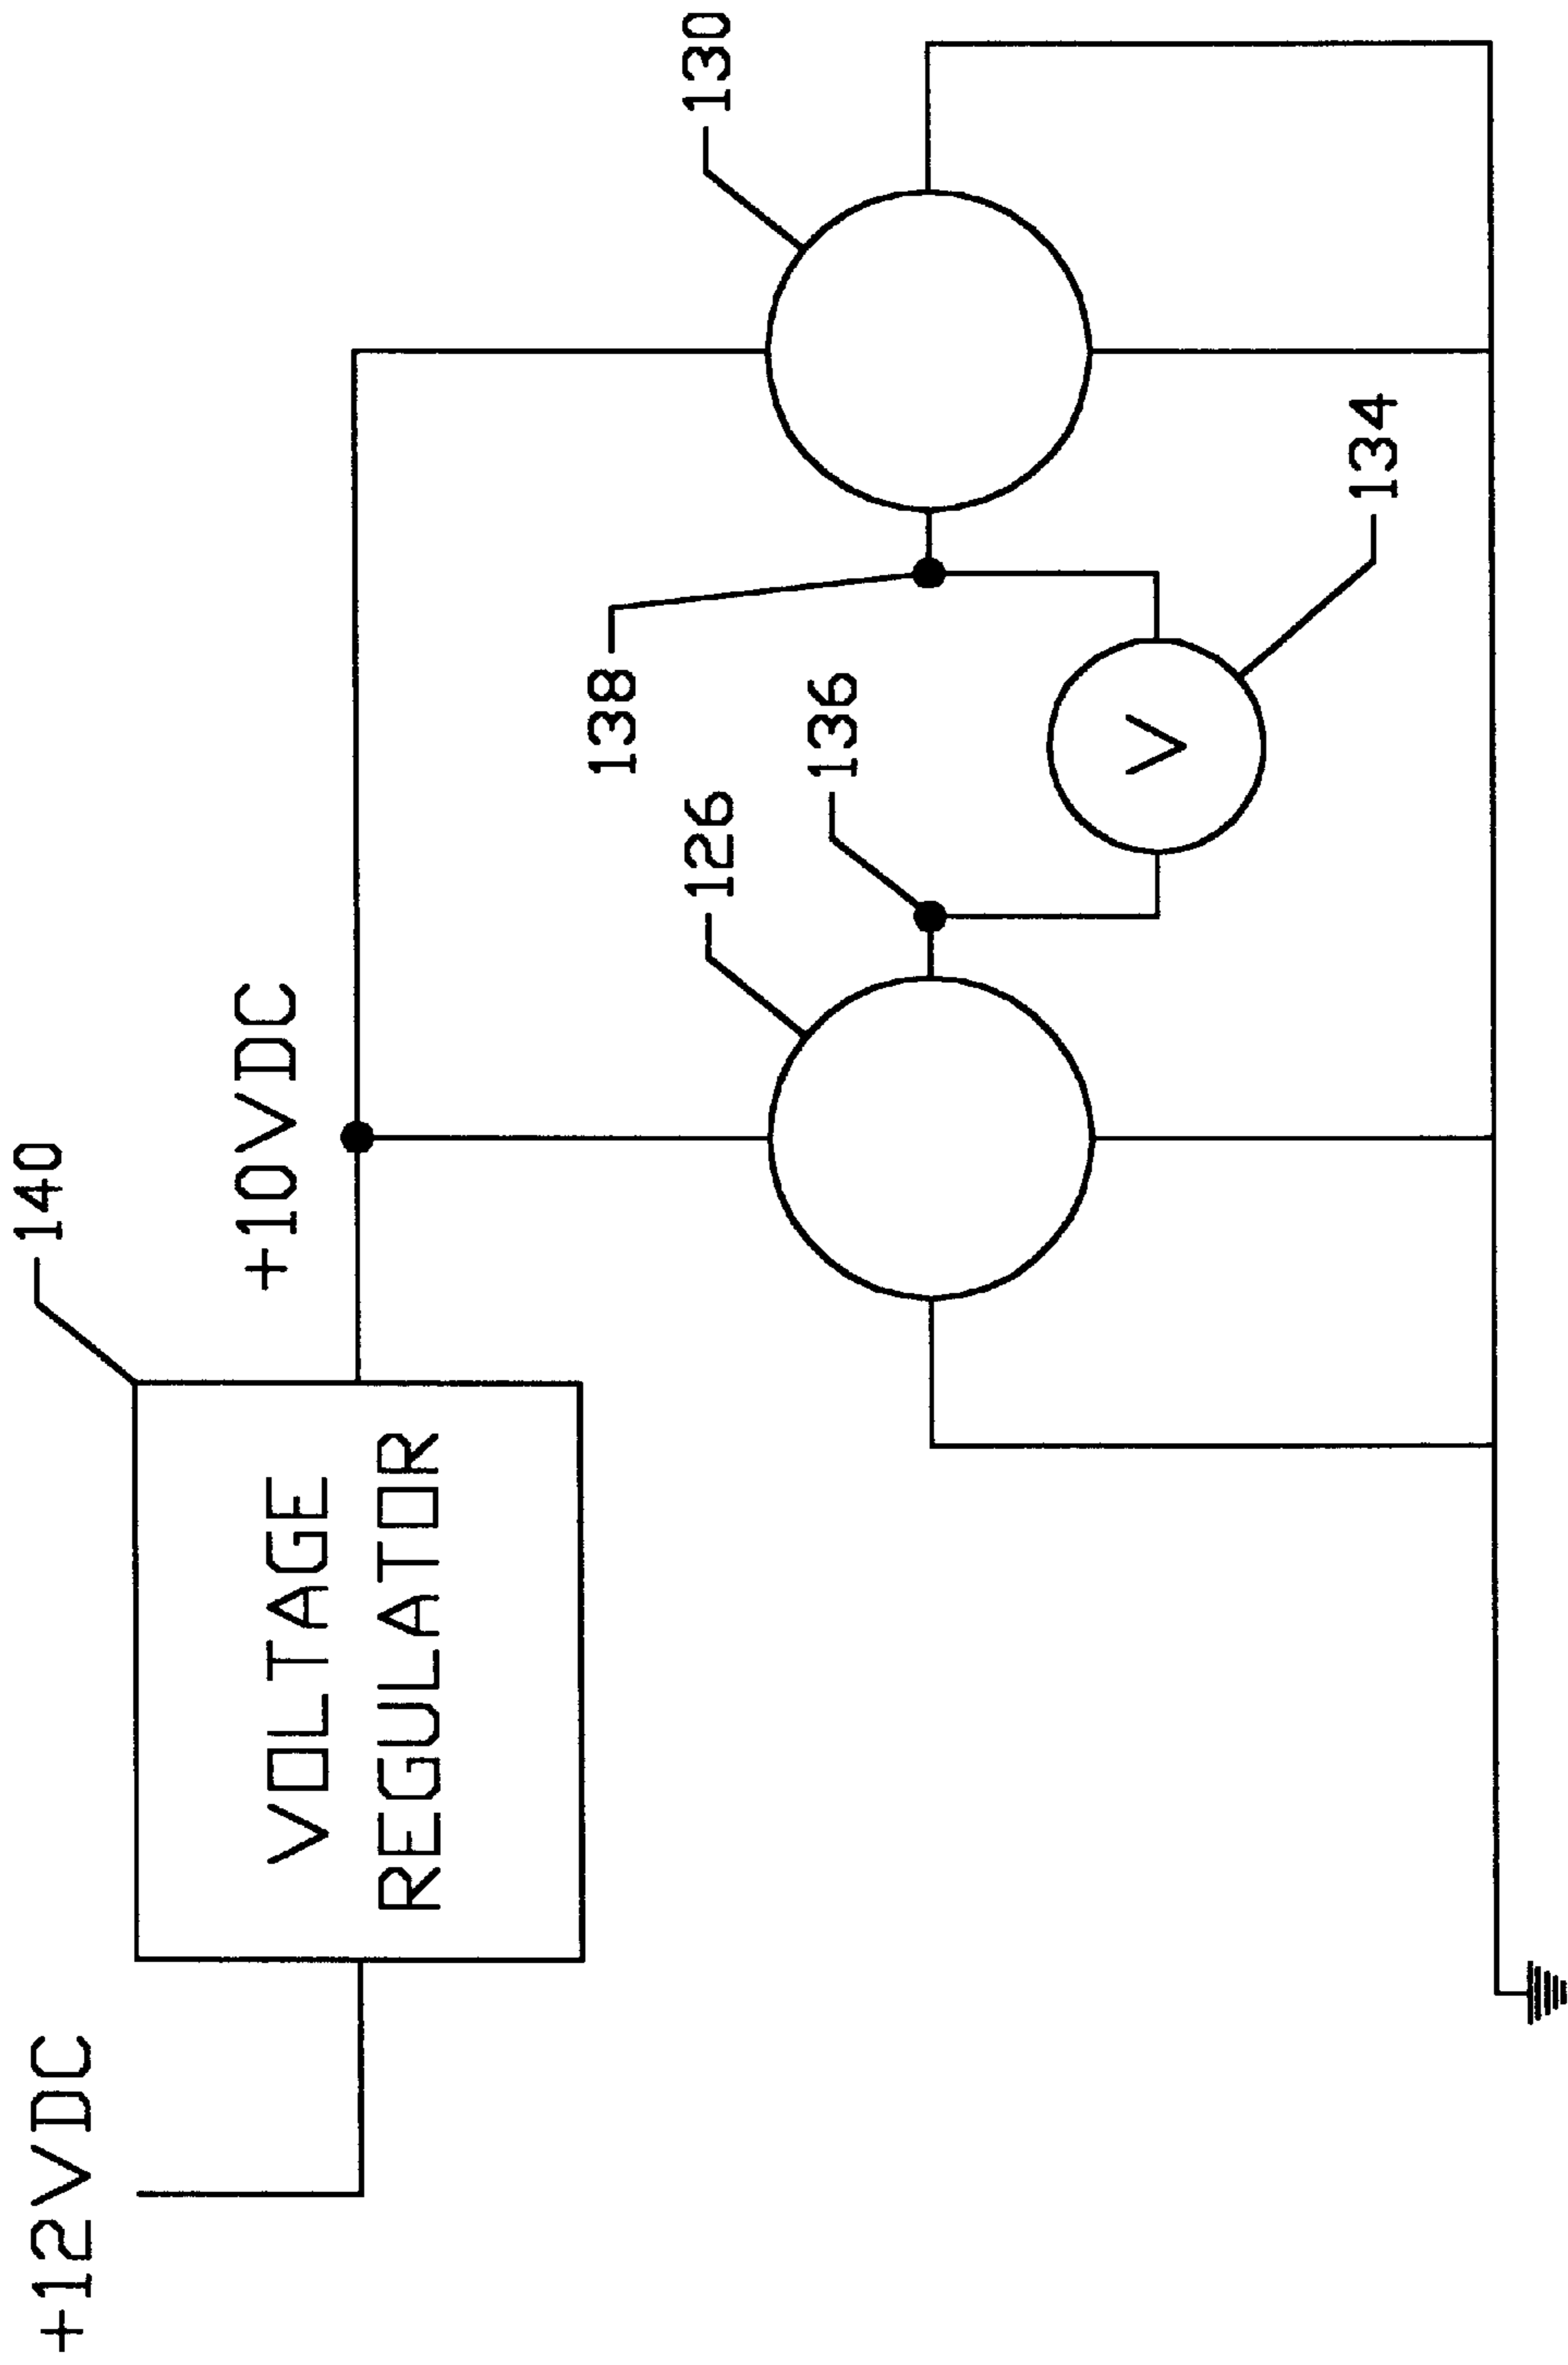 +12VDC
140
+10VDC
VOLTAGE
REGULATOR
138
126
130
136
V
134